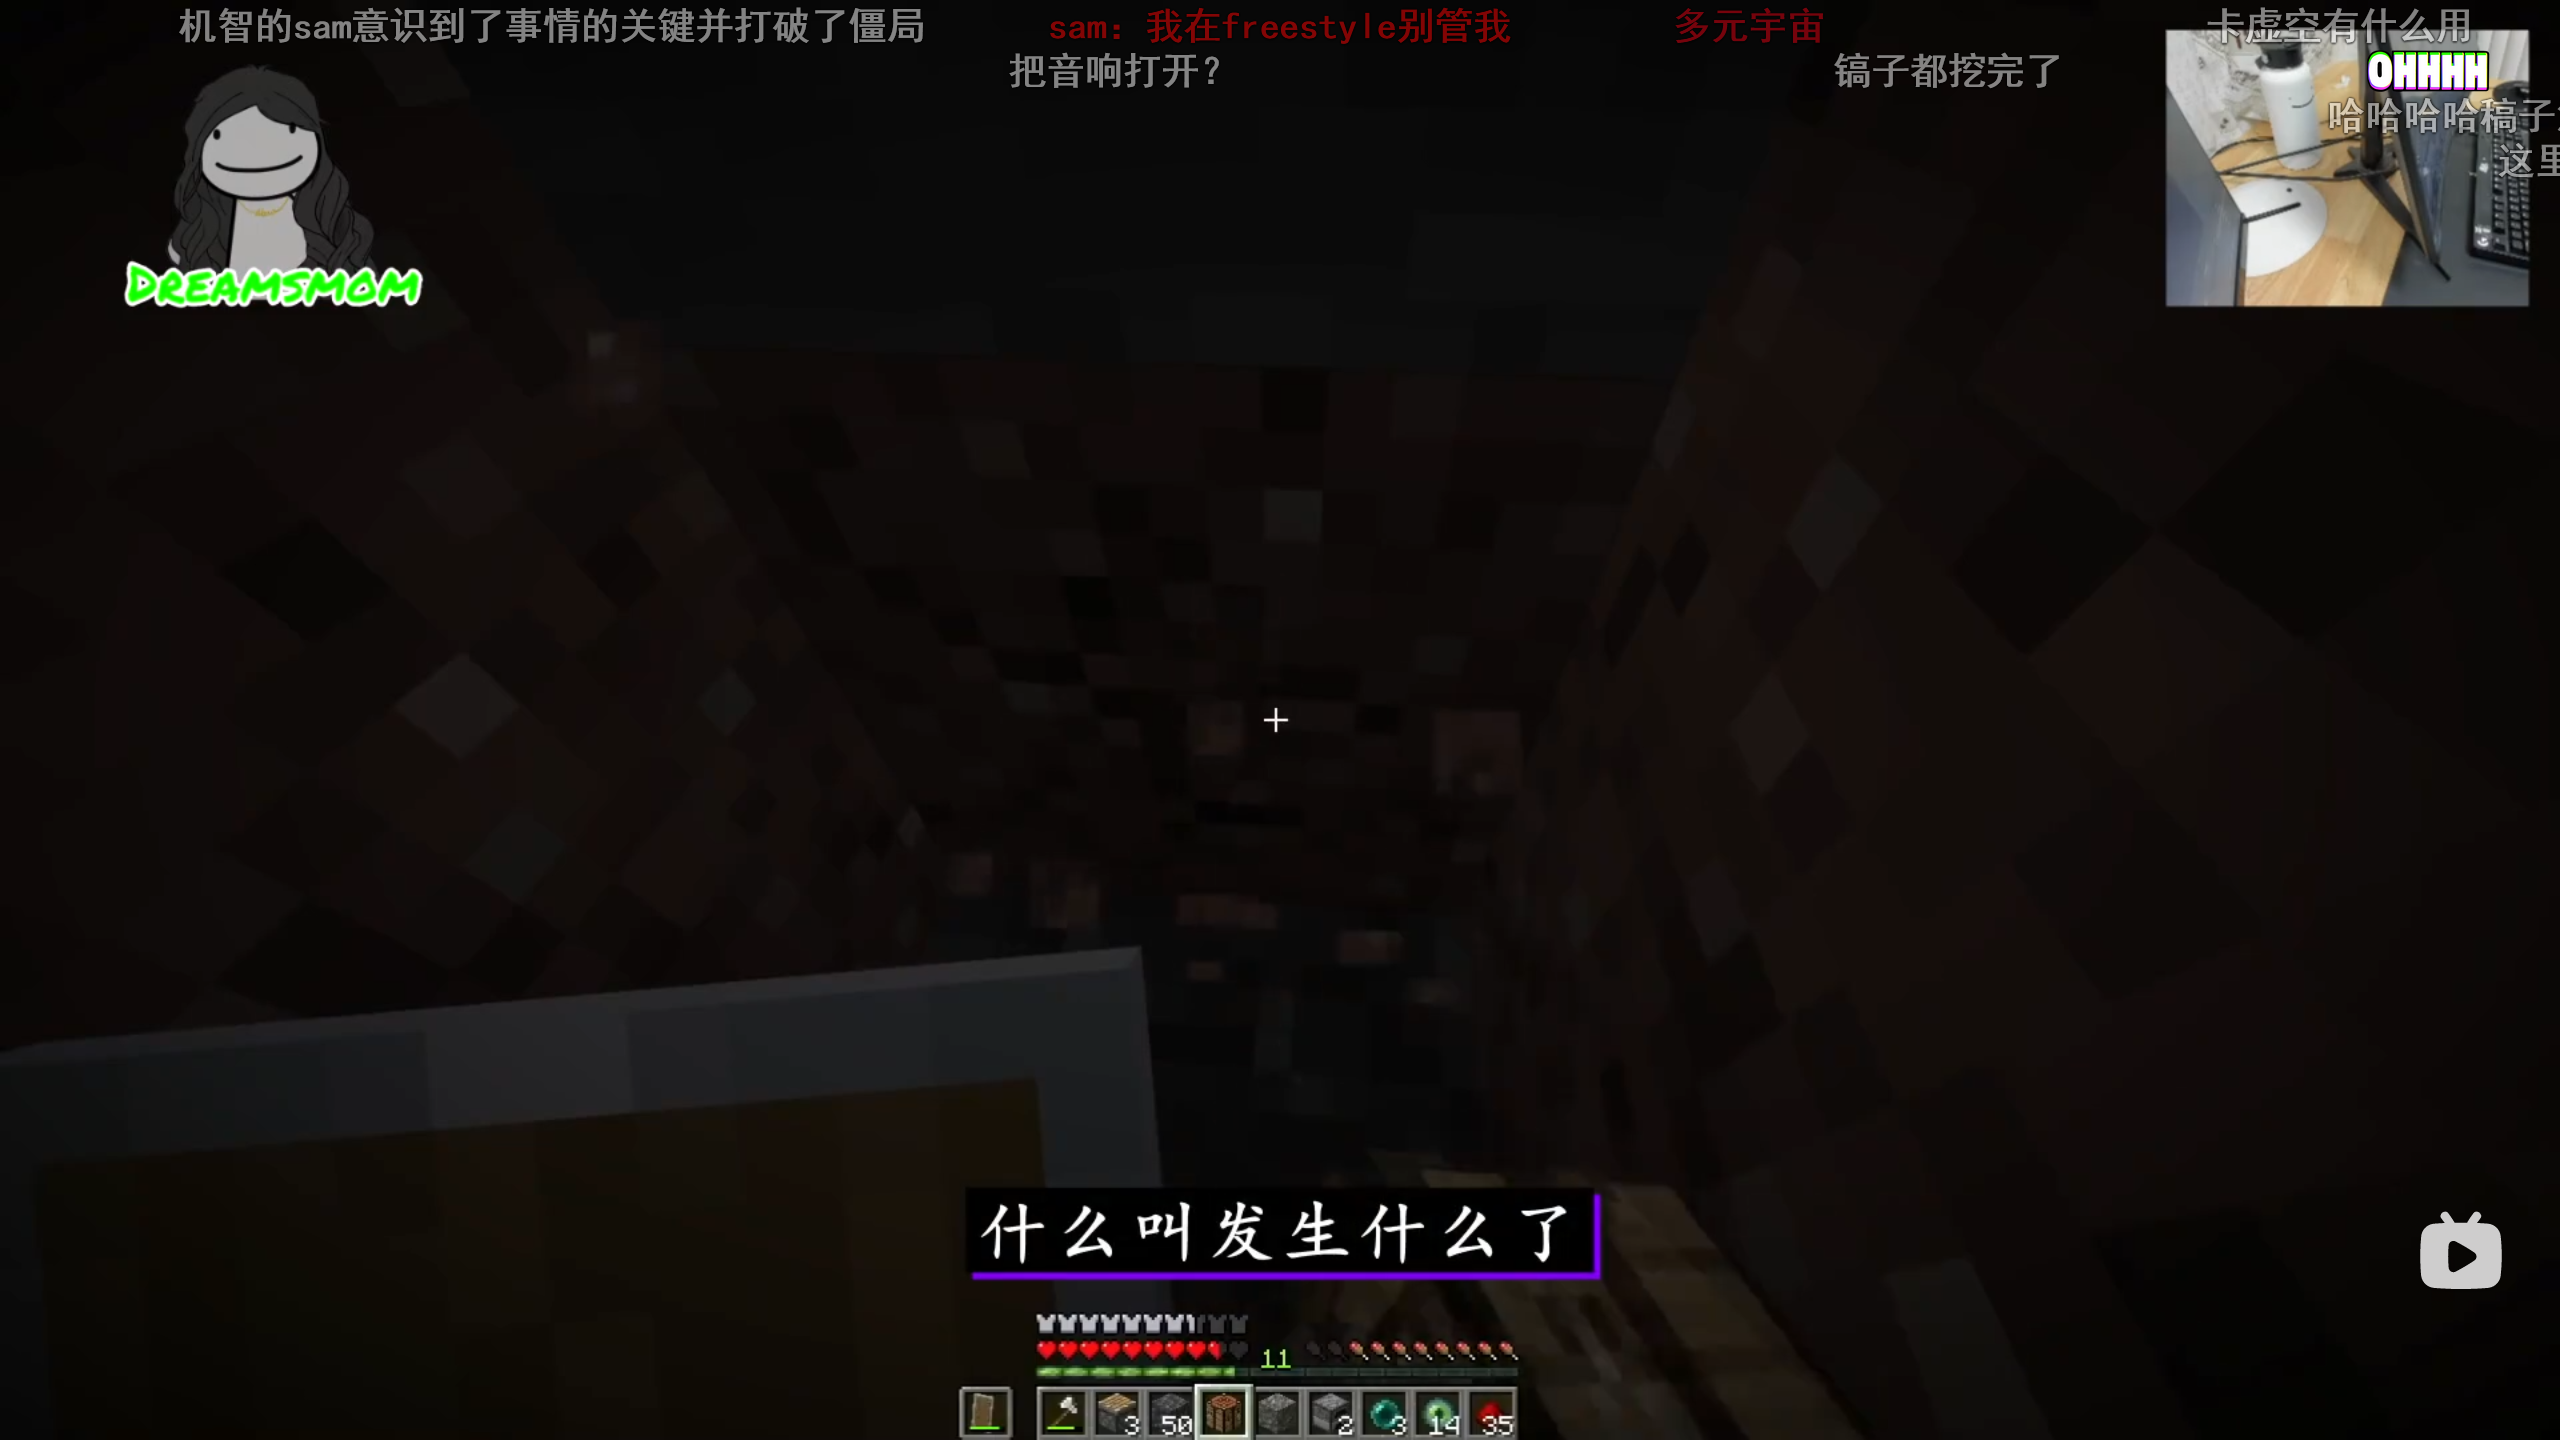 机智的sam意识到了事情的关键并打破了僵局
sam: 我在freestyle别管我
多元宇宙
卡虚空有什么用
把音响打开?
镐子都挖完了
OHHHH
哈哈哈哈稿子
这里
DREAMSMOM
什么叫发生什么了
11
3
50
2
3
14
35